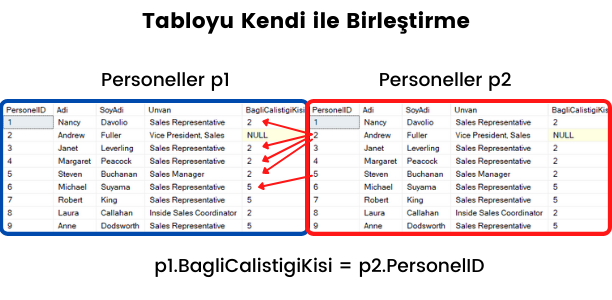 Tabloyu Kendi ile Birleştirme
Personeller p1
Personeller p2
PersonelID Adi SoyAdi Unvan BagliCalistigiKisi
1 Nancy Davolio Sales Representative 2
2 Andrew Fuller Vice President, Sales NULL
3 Janet Leverling Sales Representative 2
4 Margaret Peacock Sales Representative 2
5 Steven Buchanan Sales Manager 2
6 Michael Suyama Sales Representative 5
7 Robert King Sales Representative 5
8 Laura Callahan Inside Sales Coordinator 2
9 Anne Dodsworth Sales Representative 5
PersonelID Adi SoyAdi Unvan BagliCalistigiKisi
1 Nancy Davolio Sales Representative 2
2 Andrew Fuller Vice President, Sales NULL
3 Janet Leverling Sales Representative 2
4 Margaret Peacock Sales Representative 2
5 Steven Buchanan Sales Manager 2
6 Michael Suyama Sales Representative 5
7 Robert King Sales Representative 5
8 Laura Callahan Inside Sales Coordinator 2
9 Anne Dodsworth Sales Representative 5
p1.BagliCalistigiKisi = p2.PersonelID